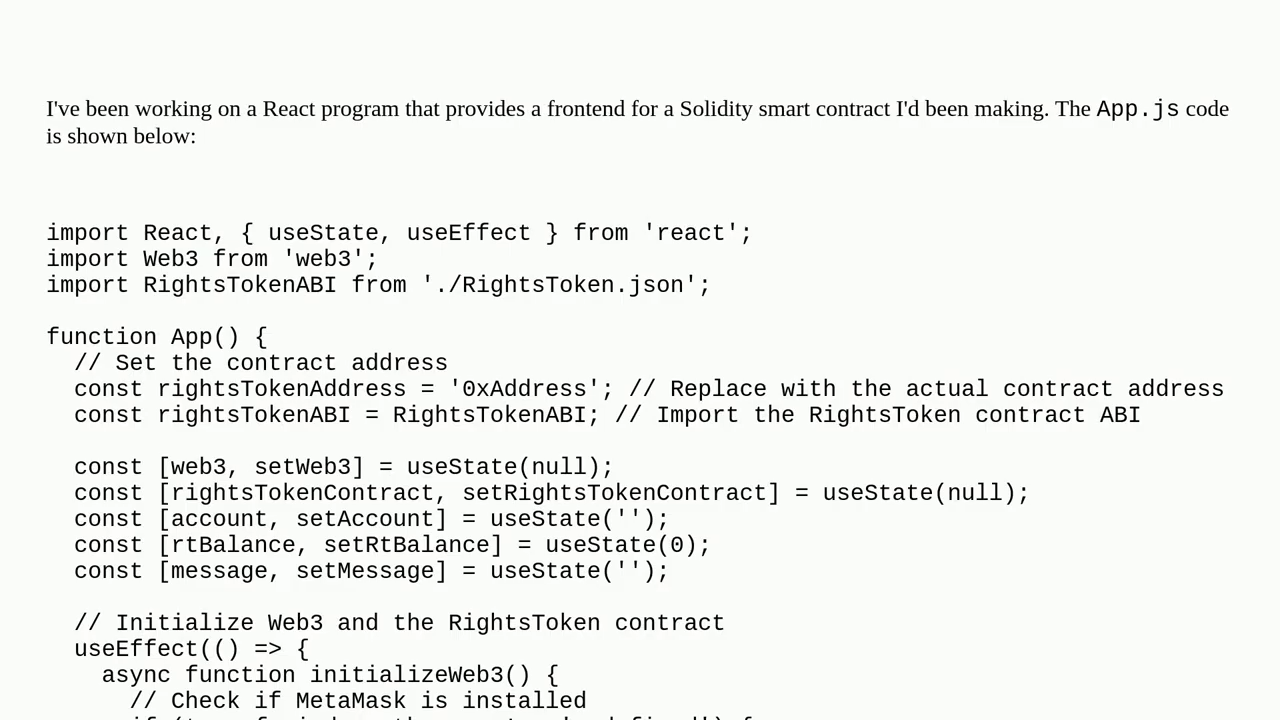 I've been working on a React program that provides a frontend for a Solidity smart contract I'd been making. The App.js code
is shown below:
import React, { useState, useEffect } from 'react';
import Web3 from 'web3';
import RightsTokenABI from './RightsToken.json';
function App() {
  // Set the contract address
  const rightsTokenAddress = '0xAddress'; // Replace with the actual contract address
  const rightsTokenABI = RightsTokenABI; // Import the RightsToken contract ABI
  const [web3, setWeb3] = useState(null);
  const [rightsTokenContract, setRightsTokenContract] = useState(null);
  const [account, setAccount] = useState('');
  const [rtBalance, setRtBalance] = useState(0);
  const [message, setMessage] = useState('');
  // Initialize Web3 and the RightsToken contract
  useEffect(() => {
    async function initializeWeb3() {
      // Check if MetaMask is installed